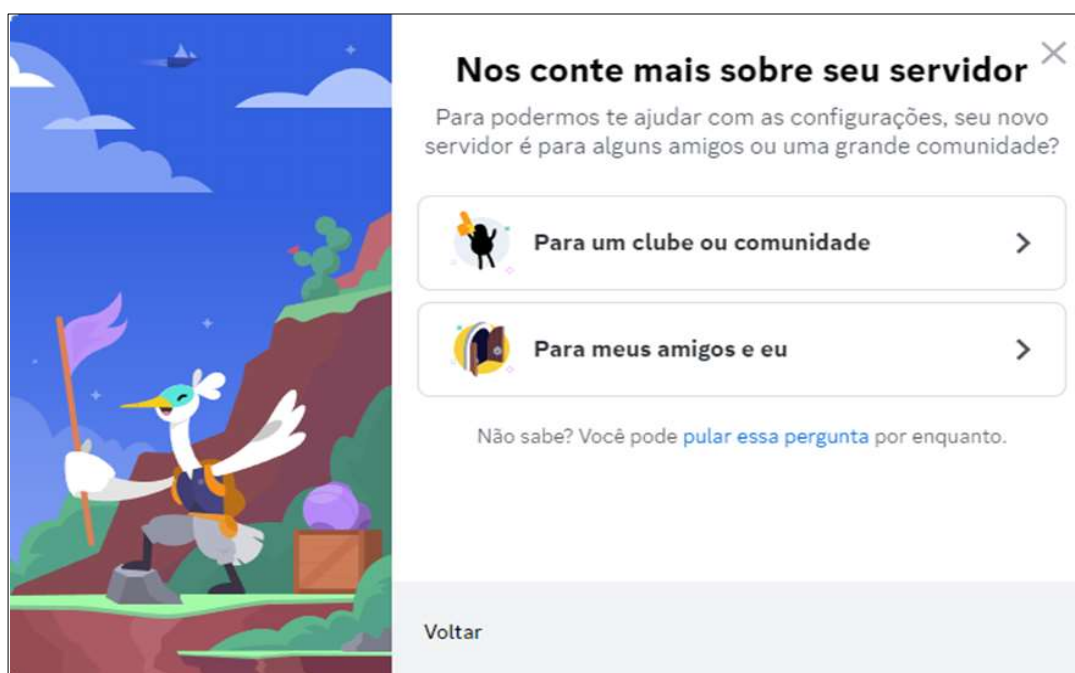 Nos conte mais sobre seu servidor
Para podermos te ajudar com as configurações, seu novo
servidor é para alguns amigos ou uma grande comunidade?
Para um clube ou comunidade
Para meus amigos e eu
Não sabe? Você pode pular essa pergunta por enquanto.
Voltar